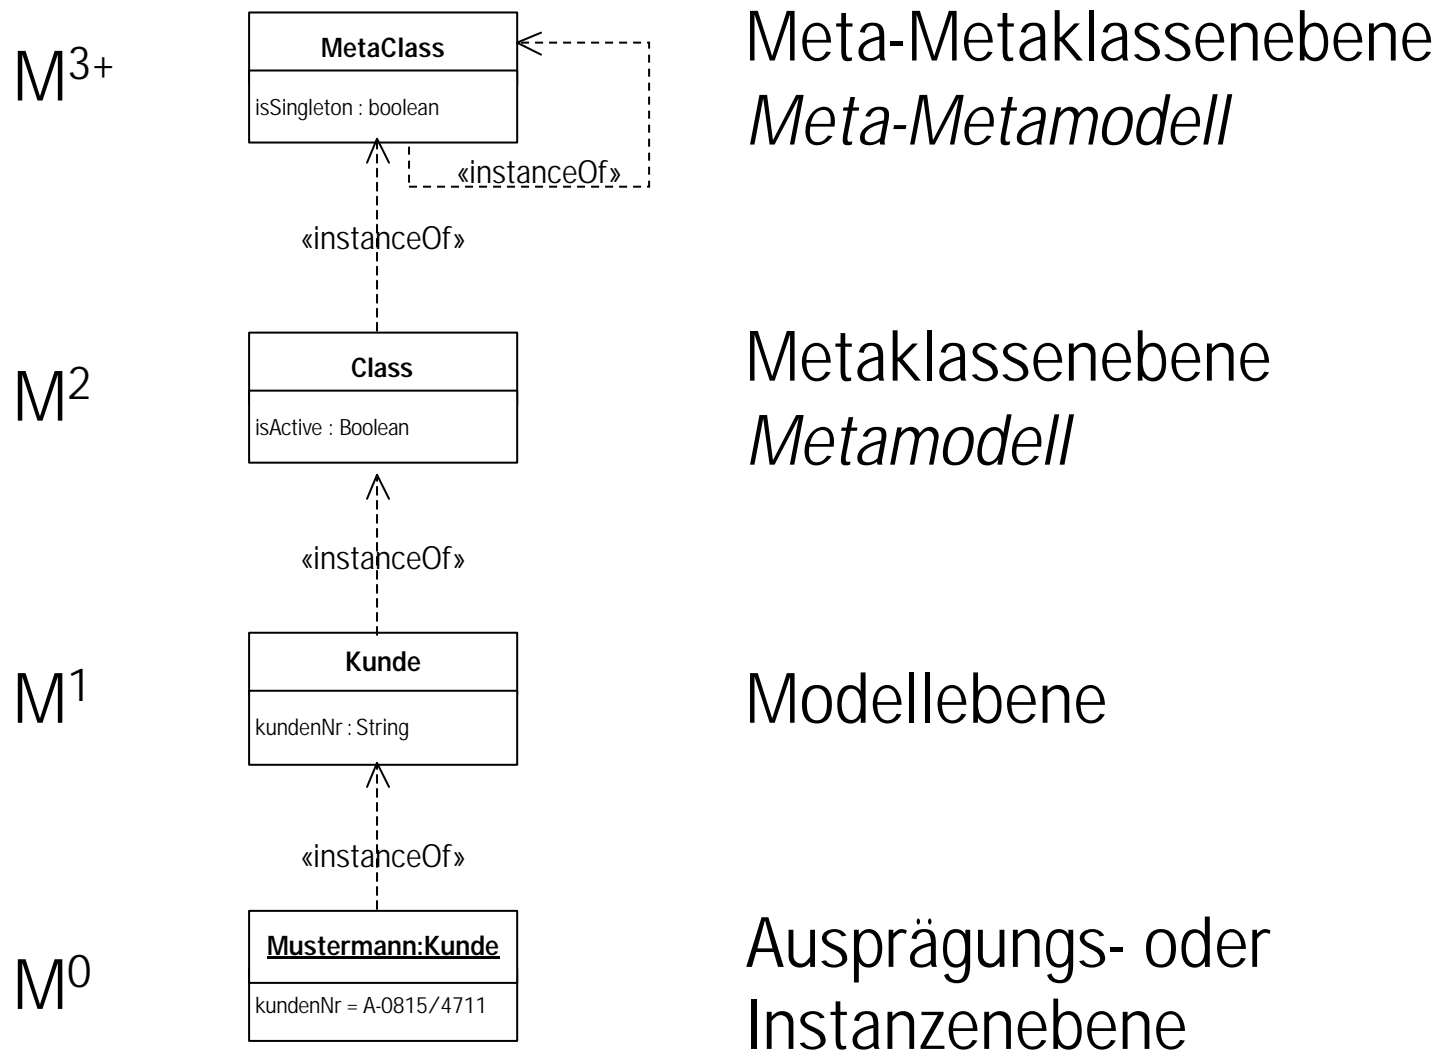 M3+
MetaClass
isSingleton : boolean
Meta-Metaklassenebene
Meta-Metamodell
«instanceOf»
«instanceOf»
M2
Class
isActive : Boolean
Metaklassenebene
Metamodell
«instanceOf»
M1
Kunde
kundenNr : String
Modellebene
«instanceOf»
M0
Mustermann:Kunde
kundenNr = A-0815/4711
Ausprägungs- oder
Instanzenebene